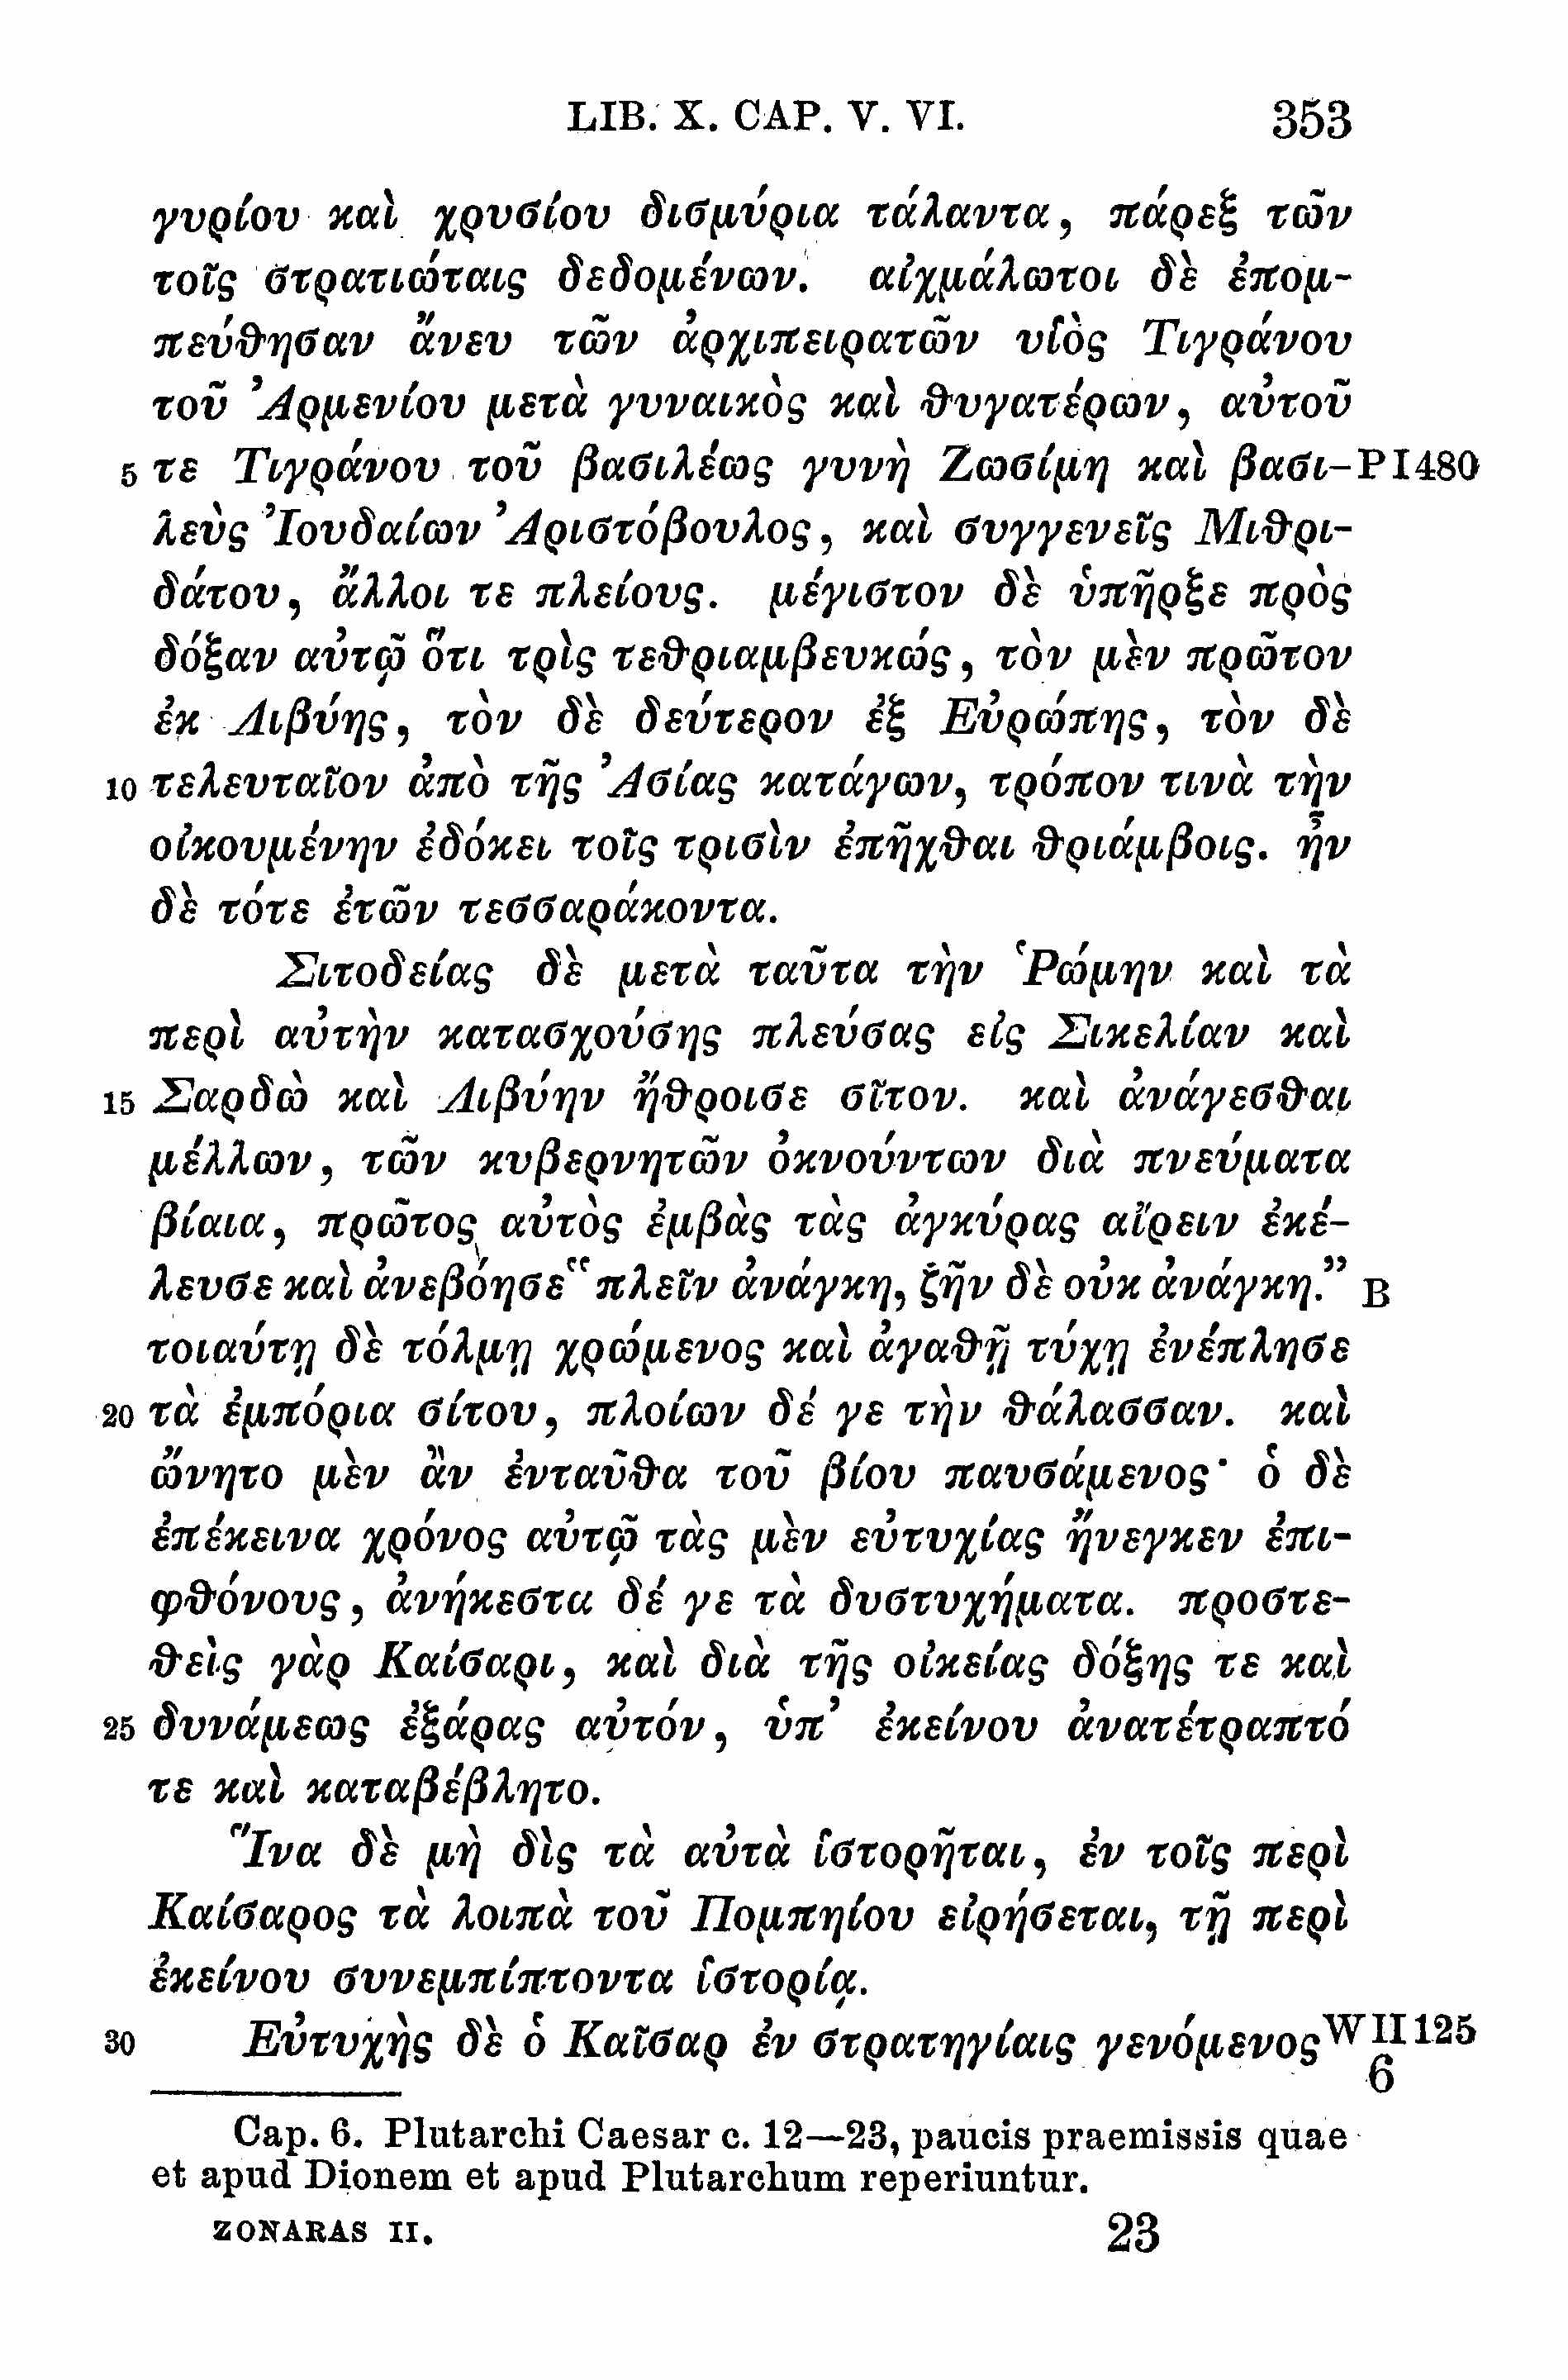 LIB. X. CAP. V. VI. 353
γυρίου καὶ χρυσίου δισμύρια τάλαντα, πάρεξ τῶν
τοῖς στρατιώταις δεδομένων. αἰχμάλωτοι δὲ ἐπομ-
πεύθησαν ἄνευ τῶν ἀρχιπειρατῶν υἱὸς Τιγράνου
τοῦ Ἀρμενίου μετὰ γυναικὸς καὶ θυγατέρων, αὐτοῦ
5 τε Τιγράνου τοῦ βασιλέως γυνὴ Ζωσίμη καὶ βασι- P I 480
λεὺς Ἰουδαίων Ἀριστόβουλος, καὶ συγγενεῖς Μιθρι-
δάτου, ἄλλοι τε πλείους. μέγιστον δὲ ὑπῆρξε πρὸς
δόξαν αὐτῷ ὅτι τρὶς τεθριαμβευκώς, τὸν μὲν πρῶτον
ἐκ Λιβύης, τὸν δὲ δεύτερον ἐξ Εὐρώπης, τὸν δὲ
10 τελευταῖον ἀπὸ τῆς Ἀσίας κατάγων, τρόπον τινὰ τὴν
οἰκουμένην ἐδόκει τοῖς τρισὶν ἐπῆχθαι θριάμβοις. ἦν
δὲ τότε ἐτῶν τεσσαράκοντα.
Σιτοδείας δὲ μετὰ ταῦτα τὴν Ῥώμην καὶ τὰ
περὶ αὐτὴν κατασχούσης πλεύσας εἰς Σικελίαν καὶ
15 Σαρδὼ καὶ Λιβύην ἤθροισε σῖτον. καὶ ἀνάγεσθαι
μέλλων, τῶν κυβερνητῶν ὀκνούντων διὰ πνεύματα
βίαια, πρῶτος αὐτὸς ἐμβὰς τὰς ἀγκύρας αἴρειν ἐκέ-
λευσε καὶ ἀνεβόησε “πλεῖν ἀνάγκη, ζῆν δὲ οὐκ ἀνάγκη.” B
τοιαύτῃ δὲ τόλμῃ χρώμενος καὶ ἀγαθῇ τύχῃ ἐνέπλησε
20 τὰ ἐμπόρια σίτου, πλοίων δέ γε τὴν θάλασσαν. καὶ
ὤνητο μὲν ἂν ἐνταῦθα τοῦ βίου παυσάμενος· ὁ δὲ
ἐπέκεινα χρόνος αὐτῷ τὰς μὲν εὐτυχίας ἤνεγκεν ἐπι-
φθόνους, ἀνήκεστα δέ γε τὰ δυστυχήματα. προστε-
θεὶς γὰρ Καίσαρι, καὶ διὰ τῆς οἰκείας δόξης τε καὶ
25 δυνάμεως ἐξάρας αὐτόν, ὑπ’ ἐκείνου ἀνατέτραπτό
τε καὶ καταβέβλητο.
Ἵνα δὲ μὴ δὶς τὰ αὐτὰ ἱστορῆται, ἐν τοῖς περὶ
Καίσαρος τὰ λοιπὰ τοῦ Πομπηίου εἰρήσεται, τῇ περὶ
ἐκείνου συνεμπίπτοντα ἱστορίᾳ.
30 Εὐτυχὴς δὲ ὁ Καῖσαρ ἐν στρατηγίαις γενόμενος W II 125
6
Cap. 6. Plutarchi Caesar c. 12—23, paucis praemissis quae
et apud Dionem et apud Plutarchum reperiuntur.
ZONARAS II. 23